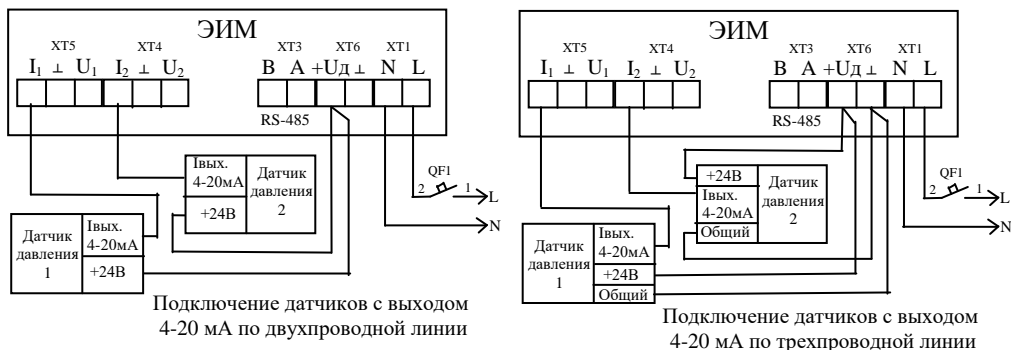 ЭИМ
XT5 XT4 XT3 XT6 XT1
I₁ ⊥ U₁ I₂ ⊥ U₂ B A +Uд ⊥ N L
RS-485
Iвых.
4-20мА
+24В
Датчик
давления
2
QF1
2 1
L
N
Датчик
давления
1
Iвых.
4-20мА
+24В
Подключение датчиков с выходом
4-20 мА по двухпроводной линии
ЭИМ
XT5 XT4 XT3 XT6 XT1
I₁ ⊥ U₁ I₂ ⊥ U₂ B A +Uд ⊥ N L
RS-485
+24В
Iвых.
4-20мА
Общий
Датчик
давления
2
QF1
2 1
L
N
Датчик
давления
1
Iвых.
4-20мА
+24В
Общий
Подключение датчиков с выходом
4-20 мА по трехпроводной линии